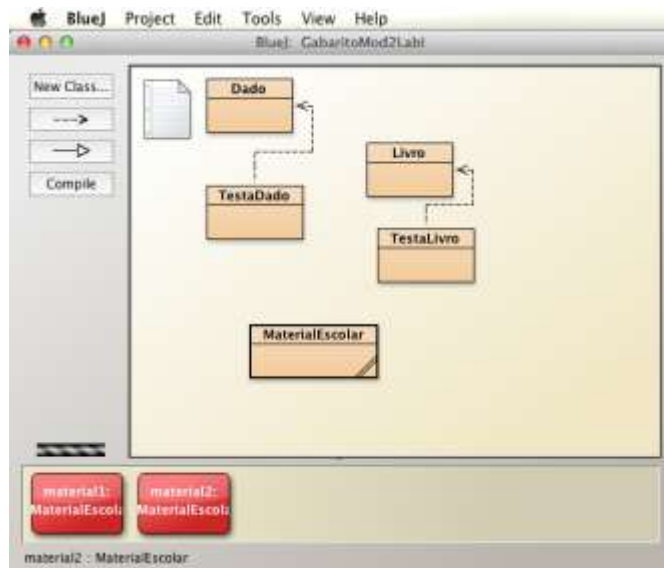 BlueJ Project Edit Tools View Help
BlueJ: GabaritoMod2Lab1
New Class...
Compile
Dado
TestaDado
Livro
TestaLivro
MaterialEscolar
material1:
MaterialEscola
material2:
MaterialEscola
material2 : MaterialEscolar